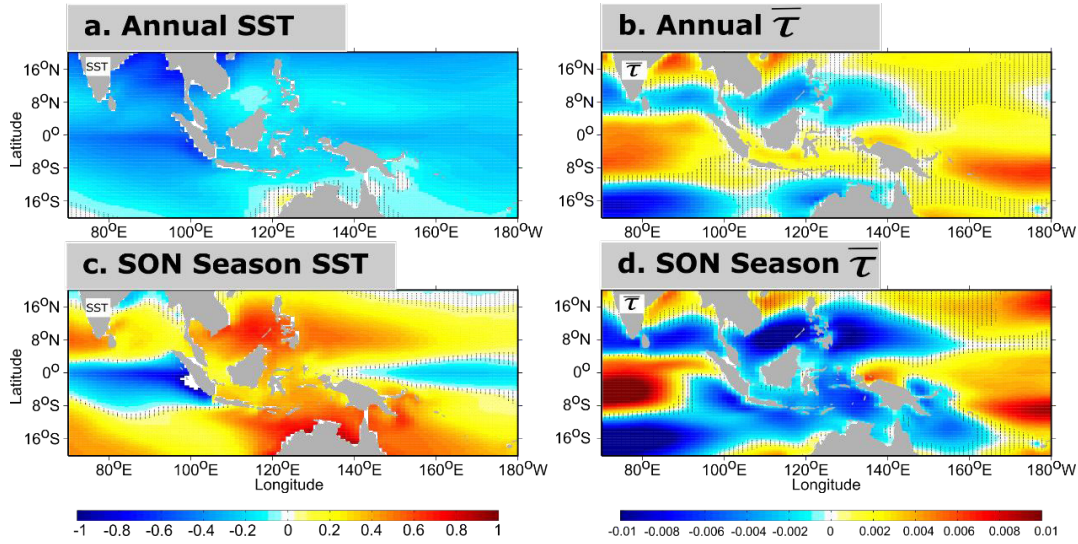 a. Annual SST
b. Annual τ̅
SST
τ̅
16°N
8°N
0°
8°S
16°S
Latitude
80°E 100°E 120°E 140°E 160°E 180°W
16°N
8°N
0°
8°S
16°S
Latitude
80°E 100°E 120°E 140°E 160°E 180°W
c. SON Season SST
d. SON Season τ̅
SST
τ̅
16°N
8°N
0°
8°S
16°S
Latitude
80°E 100°E 120°E 140°E 160°E 180°W
Longitude
16°N
8°N
0°
8°S
16°S
Latitude
80°E 100°E 120°E 140°E 160°E 180°W
Longitude
-1 -0.8 -0.6 -0.4 -0.2 0 0.2 0.4 0.6 0.8 1
-0.01 -0.008 -0.006 -0.004 -0.002 0 0.002 0.004 0.006 0.008 0.01